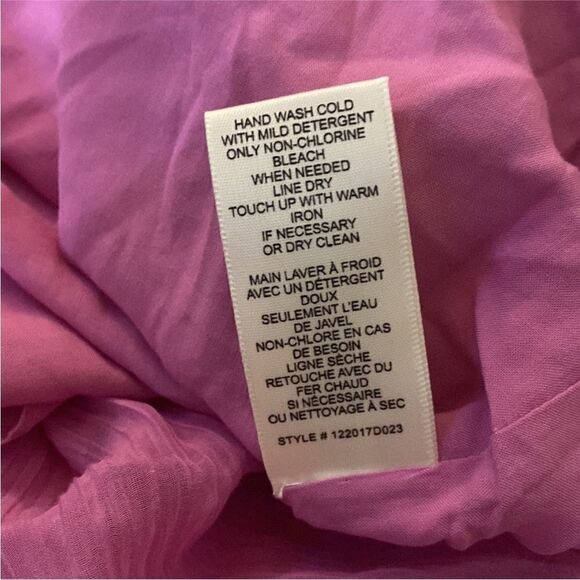 HAND WASH COLD
WITH MILD DETERGENT
ONLY NON-CHLORINE
BLEACH
WHEN NEEDED
LINE DRY
TOUCH UP WITH WARM
IRON
IF NECESSARY
OR DRY CLEAN
MAIN LAVER À FROID
AVEC UN DÉTERGENT
DOUX
SEULEMENT L'EAU
DE JAVEL
NON-CHLORE EN CAS
DE BESOIN
LIGNE SÈCHE
RETOUCHE AVEC DU
FER CHAUD
SI NÉCESSAIRE
OU NETTOYAGE À SEC
STYLE # 122017D023